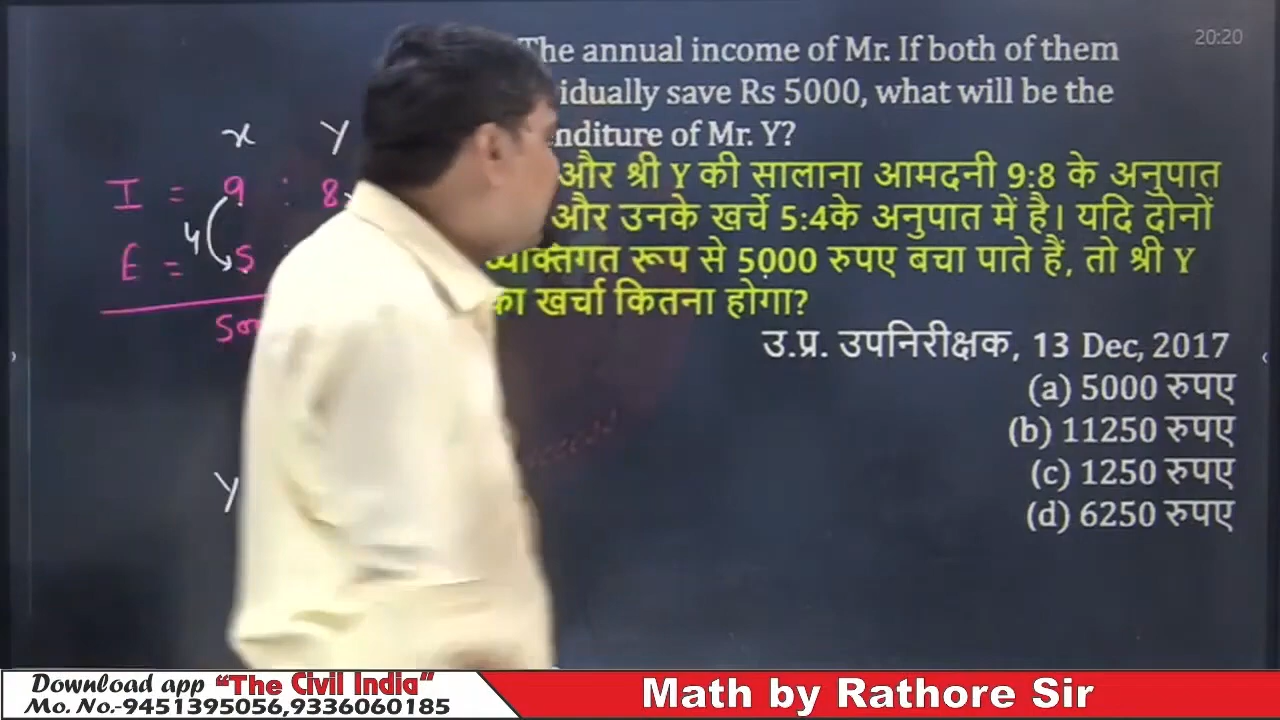 20:20
The annual income of Mr. If both of them
idually save Rs 5000, what will be the
nditure of Mr. Y?
और श्री Y की सालाना आमदनी 9:8 के अनुपात
और उनके खर्चे 5:4के अनुपात में है। यदि दोनों
व्यक्तिगत रूप से 5000 रुपए बचा पाते हैं, तो श्री Y
का खर्चा कितना होगा?
उ.प्र. उपनिरीक्षक, 13 Dec, 2017
(a) 5000 रुपए
(b) 11250 रुपए
(c) 1250 रुपए
(d) 6250 रुपए
x y
I = 9 : 8
4
E = 5
500
y
Download app "The Civil India"
Mo. No.-9451395056,9336060185
Math by Rathore Sir